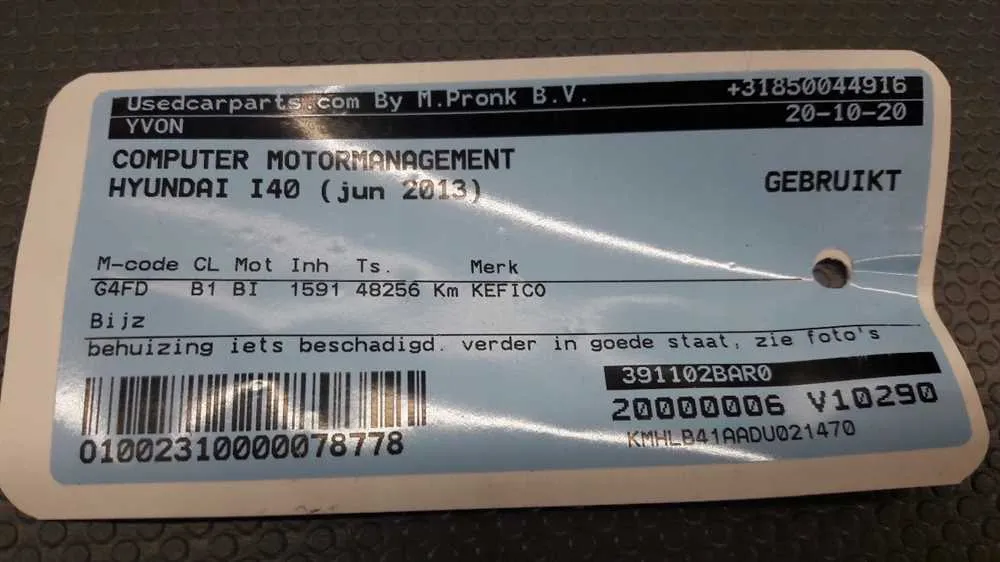 Usedcarparts.com By M.Pronk B.V. +31850044916
YVON 20-10-20
COMPUTER MOTORMANAGEMENT
HYUNDAI I40 (jun 2013) GEBRUIKT
M-code CL Mot Inh Ts. Merk
G4FD B1 BI 1591 48256 Km KEFICO
Bijz
behuizing iets beschadigd. verder in goede staat, zie foto's
391102BAR0
20000006 V10290
KMHLB41AADU021470
01002310000078778